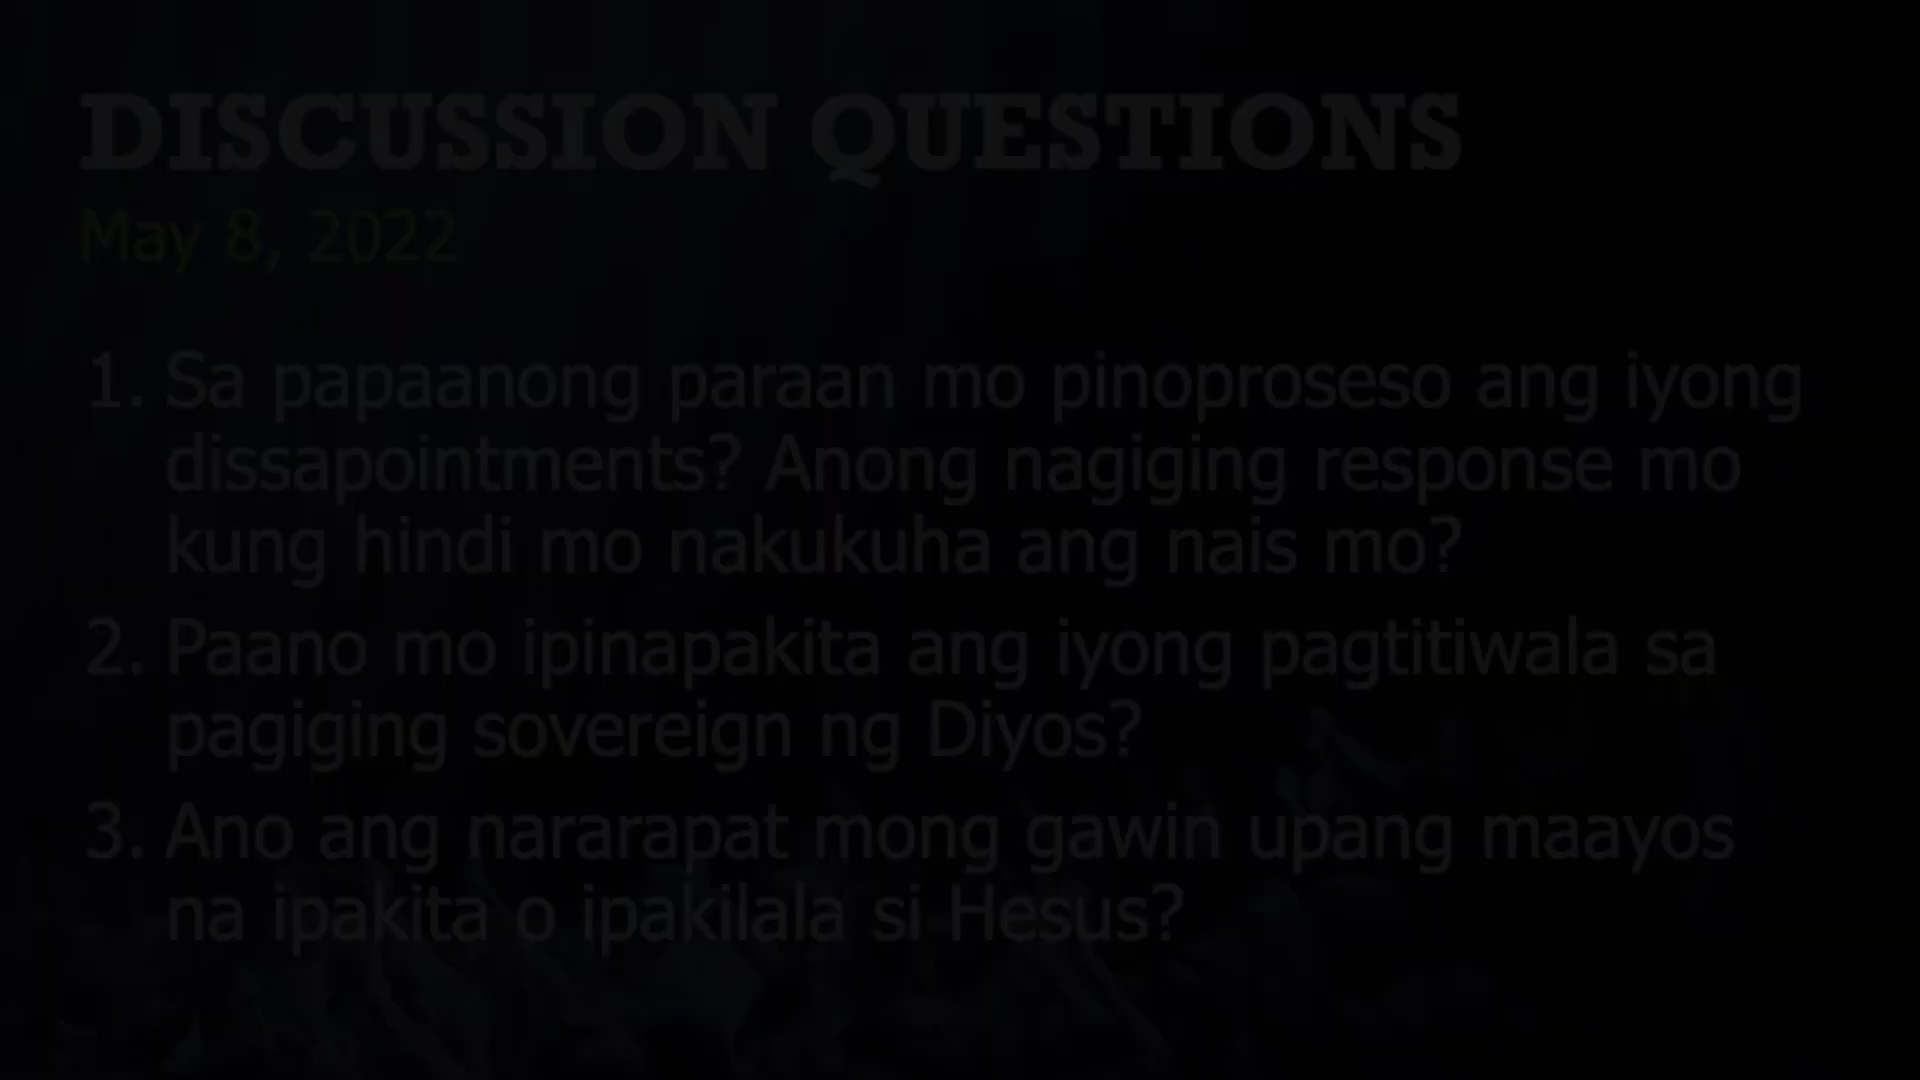 DISCUSSION QUESTIONS
May 8, 2022
1. Sa papaanong paraan mo pinoproseso ang iyong
dissapointments? Anong nagiging response mo
kung hindi mo nakukuha ang nais mo?
2. Paano mo ipinapakita ang iyong pagtitiwala sa
pagiging sovereign ng Diyos?
3. Ano ang nararapat mong gawin upang maayos
na ipakita o ipakilala si Hesus?